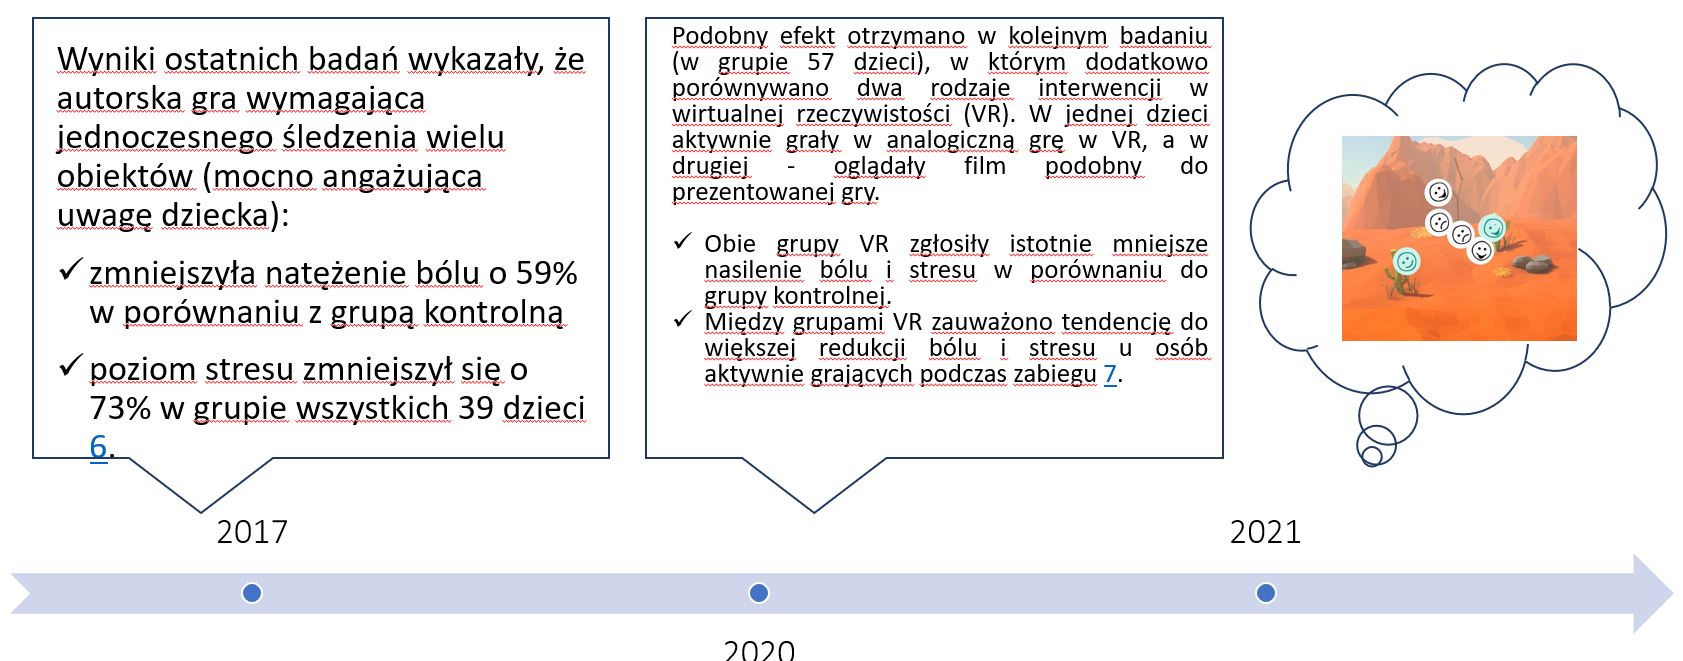 Wyniki ostatnich badań wykazały, że
autorska gra wymagająca
jednoczesnego śledzenia wielu
obiektów (mocno angażująca
uwagę dziecka):
✓ zmniejszyła natężenie bólu o 59%
w porównaniu z grupą kontrolną
✓ poziom stresu zmniejszył się o
73% w grupie wszystkich 39 dzieci
6.
Podobny efekt otrzymano w kolejnym badaniu
(w grupie 57 dzieci), w którym dodatkowo
porównywano dwa rodzaje interwencji w
wirtualnej rzeczywistości (VR). W jednej dzieci
aktywnie grały w analogiczną grę w VR, a w
drugiej - oglądały film podobny do
prezentowanej gry.
✓ Obie grupy VR zgłosiły istotnie mniejsze
nasilenie bólu i stresu w porównaniu do
grupy kontrolnej.
✓ Między grupami VR zauważono tendencję do
większej redukcji bólu i stresu u osób
aktywnie grających podczas zabiegu 7.
2017
2020
2021